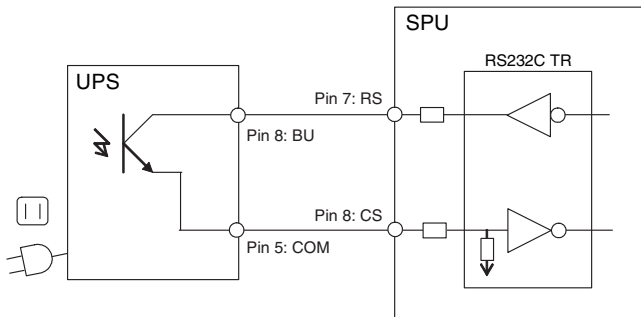 SPU
RS232C TR
UPS
Pin 7: RS
Pin 8: BU
Pin 8: CS
Pin 5: COM